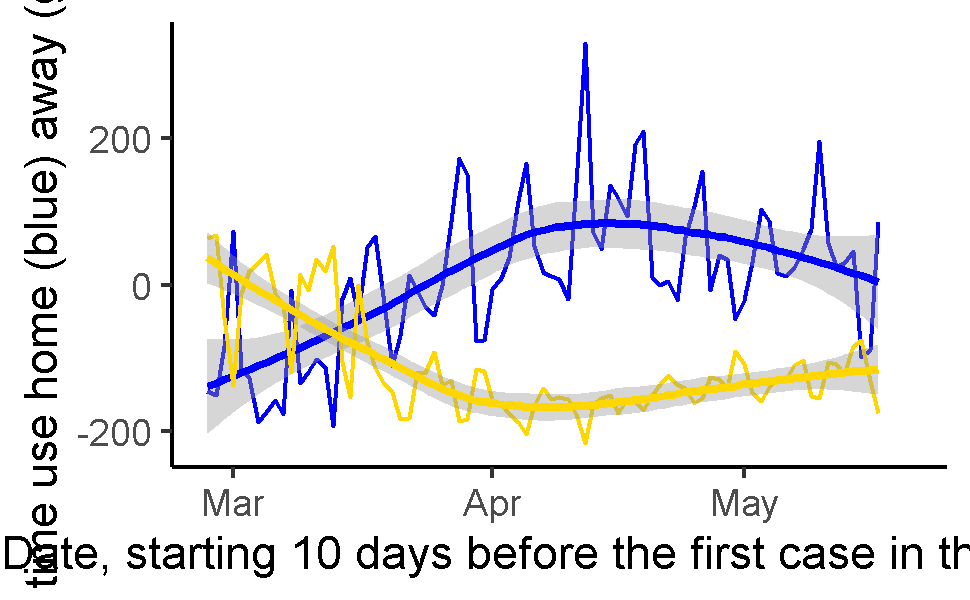 time use home (blue) away (
200
0
-200
Mar Apr May
Date, starting 10 days before the first case in th